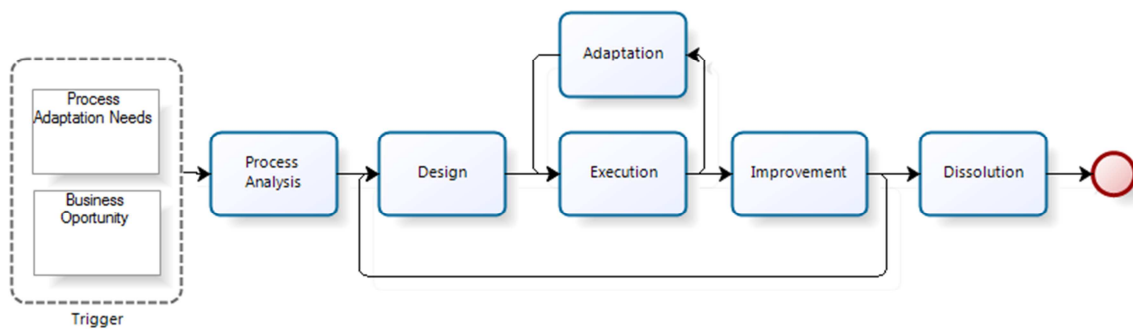 Process
Adaptation Needs
Business
Oportunity
Trigger
Process
Analysis
Design
Adaptation
Execution
Improvement
Dissolution